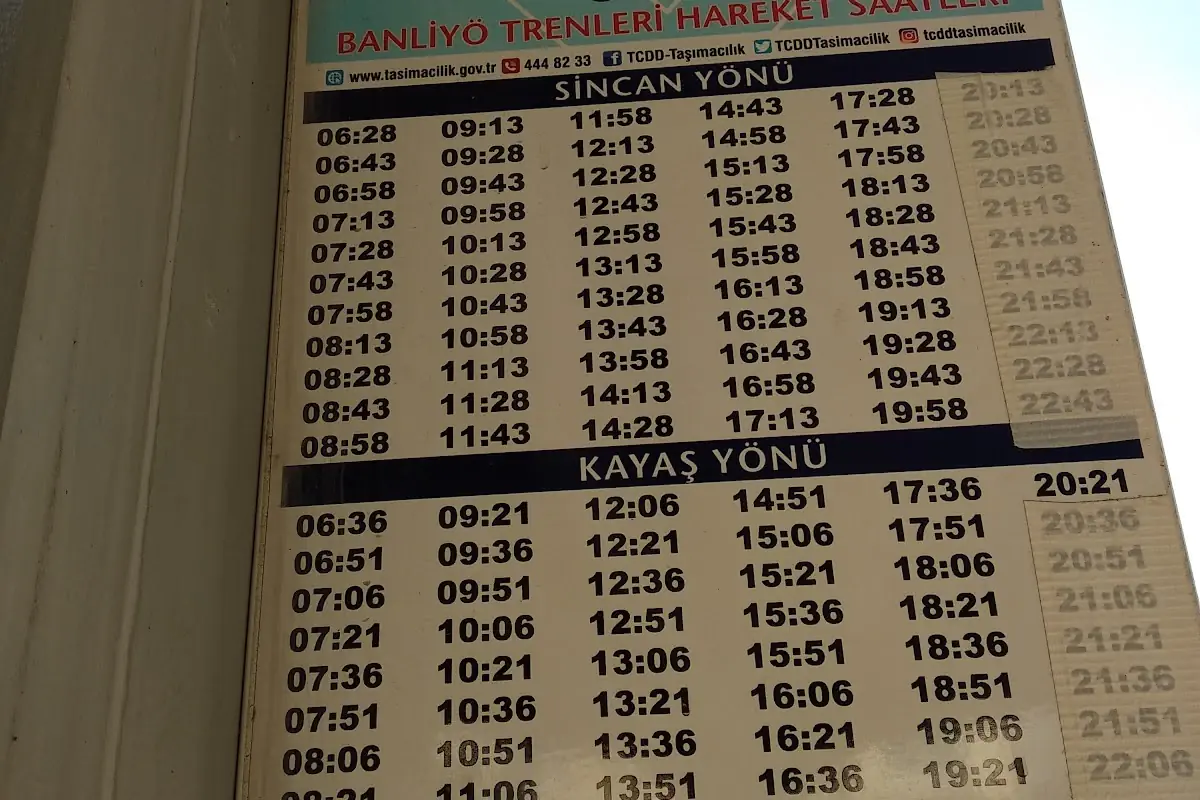 BANLİYÖ TRENLERİ HAREKET SAATLERİ
www.tasimacilik.gov.tr 444 82 33 TCDD-Taşımacılık TCDDTasimacilik tcddtasimacilik
SİNCAN YÖNÜ
06:28 09:13 11:58 14:43 17:28 20:13
06:43 09:28 12:13 14:58 17:43 20:28
06:58 09:43 12:28 15:13 17:58 20:43
07:13 09:58 12:43 15:28 18:13 20:58
07:28 10:13 12:58 15:43 18:28 21:13
07:43 10:28 13:13 15:58 18:43 21:28
07:58 10:43 13:28 16:13 18:58 21:43
08:13 10:58 13:43 16:28 19:13 21:58
08:28 11:13 13:58 16:43 19:28 22:13
08:43 11:28 14:13 16:58 19:43 22:28
08:58 11:43 14:28 17:13 19:58 22:43
KAYAŞ YÖNÜ
06:36 09:21 12:06 14:51 17:36 20:21
06:51 09:36 12:21 15:06 17:51 20:36
07:06 09:51 12:36 15:21 18:06 20:51
07:21 10:06 12:51 15:36 18:21 21:06
07:36 10:21 13:06 15:51 18:36 21:21
07:51 10:36 13:21 16:06 18:51 21:36
08:06 10:51 13:36 16:21 19:06 21:51
08:21 11:06 13:51 16:36 19:21 22:06